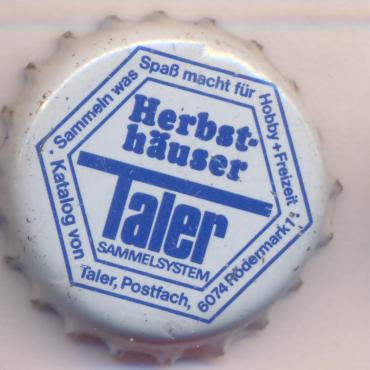 Sammeln was Spaß macht für Hobby + Freizeit
Katalog von Taler, Postfach, 6074 Rödermark 1
Herbst-
häuser
Taler
SAMMELSYSTEM